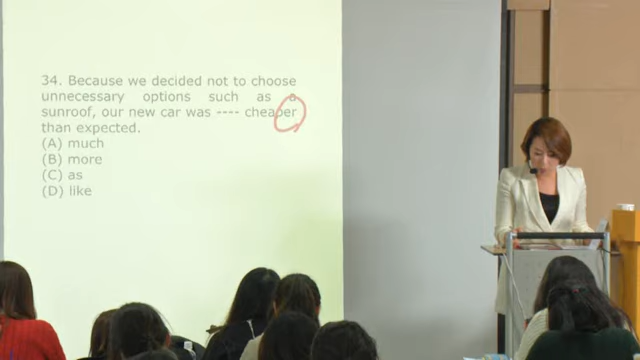 34. Because we decided not to choose
unnecessary options such as a
sunroof, our new car was ---- cheaper
than expected.
(A) much
(B) more
(C) as
(D) like